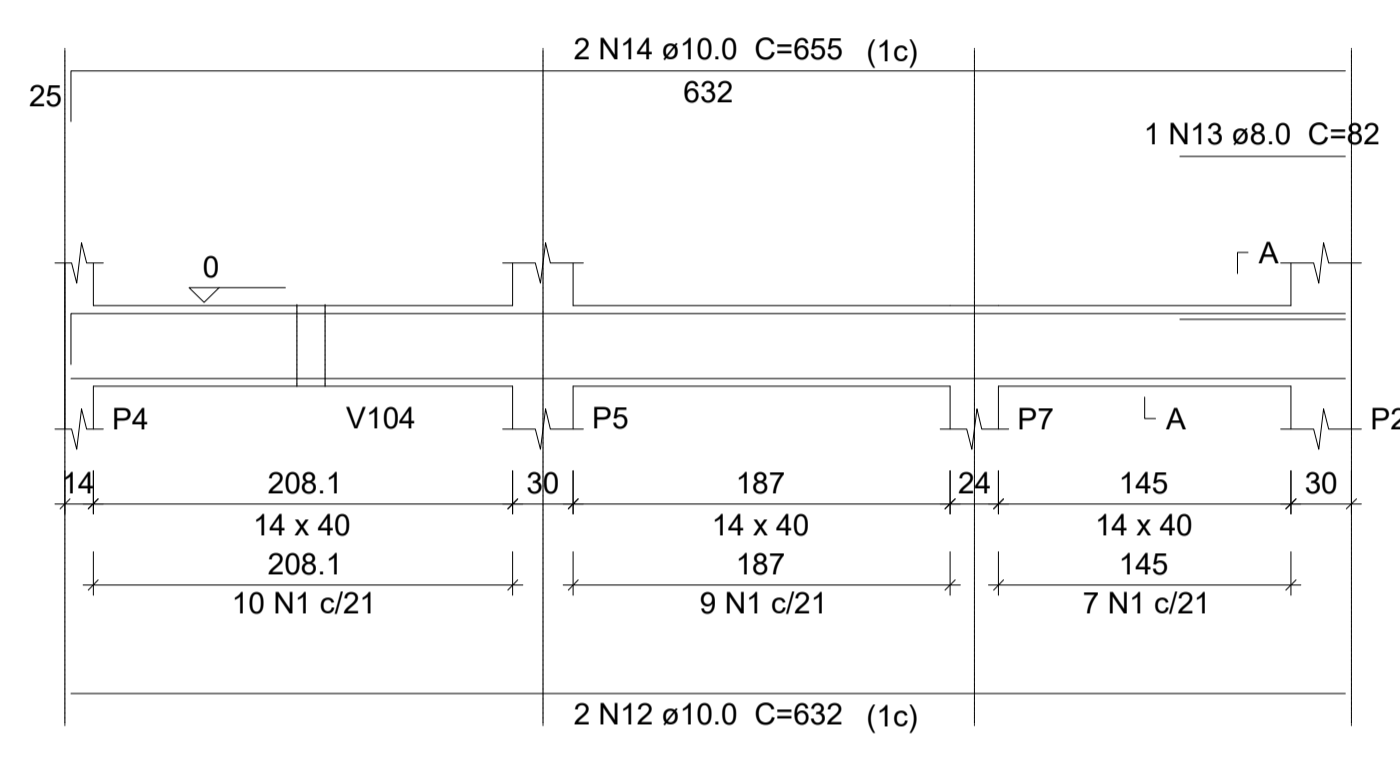 2 N14 ø10.0 C=655 (1c)
25
632
1 N13 ø8.0 C=82
0
A
P4
V104
P5
P7
A
P2
14 208.1 30 187 24 145 30
14 x 40 14 x 40 14 x 40
208.1 187 145
10 N1 c/21 9 N1 c/21 7 N1 c/21
2 N12 ø10.0 C=632 (1c)